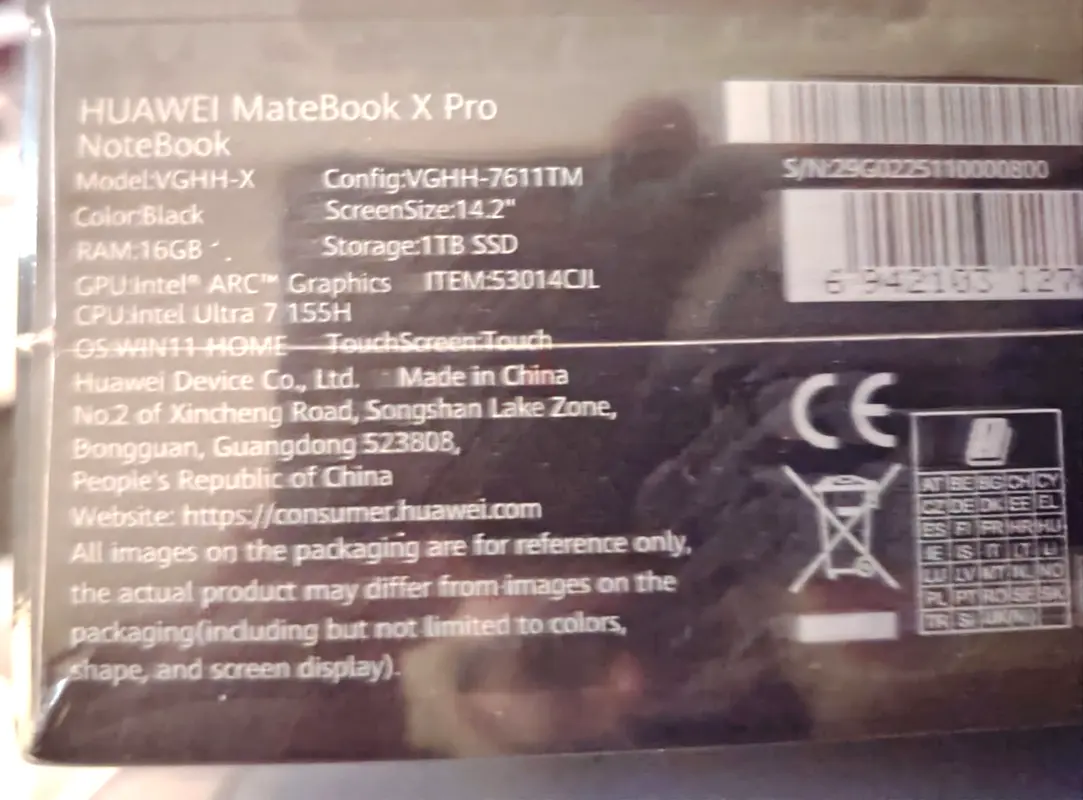 HUAWEI MateBook X Pro
NoteBook
Model:VGHH-X Config:VGHH-7611TM
Color:Black ScreenSize:14.2"
RAM:16GB Storage:1TB SSD
GPU:Intel® ARC™ Graphics ITEM:53014CJL
CPU:Intel Ultra 7 155H
OS:WIN11 HOME TouchScreen:Touch
Huawei Device Co., Ltd. Made in China
No.2 of Xincheng Road, Songshan Lake Zone,
Bongguan, Guangdong 523808,
People's Republic of China
Website: https://consumer.huawei.com
All images on the packaging are for reference only,
the actual product may differ from images on the
packaging(including but not limited to colors,
shape, and screen display).
S/N:29G0225110000800
6 942103 127
CE
AT BE BG CH CY
CZ DE DK EE EL
ES FI FR HR HU
IE IS IT LT LI
LU LV MT NL NO
PL PT RO SE SK
TR SI UK(NI)